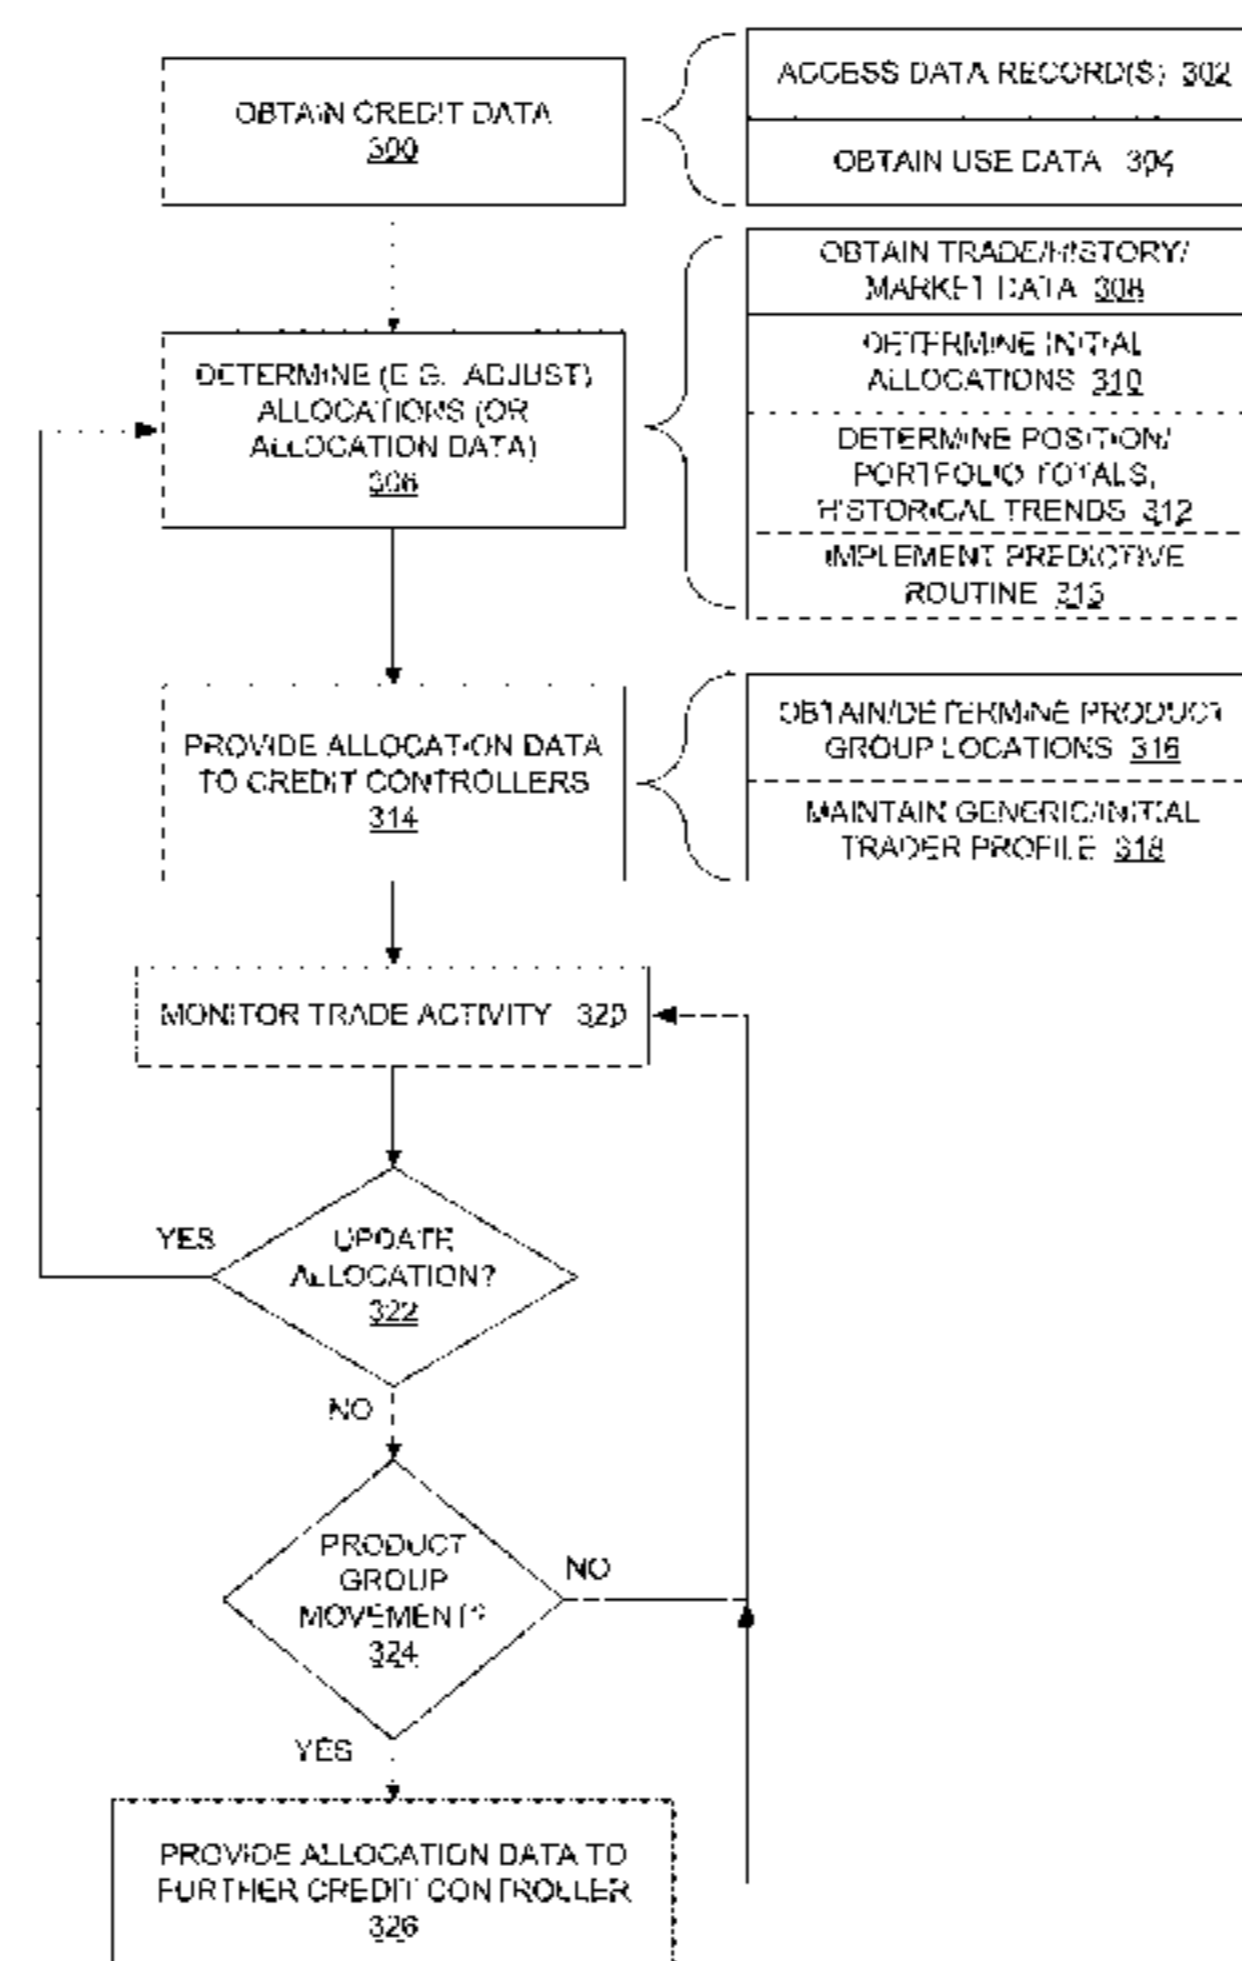 OBTAIN CREDIT DATA
300
ACCESS DATA RECORD(S) 302
OBTAIN USE DATA 304
DETERMINE (E.G. ADJUST)
ALLOCATIONS (OR
ALLOCATION DATA)
306
OBTAIN TRADE/HISTORY/
MARKET DATA 308
DETERMINE INITIAL
ALLOCATIONS 310
DETERMINE POSITION/
PORTFOLIO TOTALS,
HISTORICAL TRENDS 312
IMPLEMENT PREDICTIVE
ROUTINE 313
PROVIDE ALLOCATION DATA
TO CREDIT CONTROLLERS
314
OBTAIN/DETERMINE PRODUCT
GROUP LOCATIONS 316
MAINTAIN GENERIC/INITIAL
TRADER PROFILE 318
MONITOR TRADE ACTIVITY 320
YES
UPDATE
ALLOCATION?
322
NO
PRODUCT
GROUP
MOVEMENT?
324
NO
YES
PROVIDE ALLOCATION DATA TO
FURTHER CREDIT CONTROLLER
326